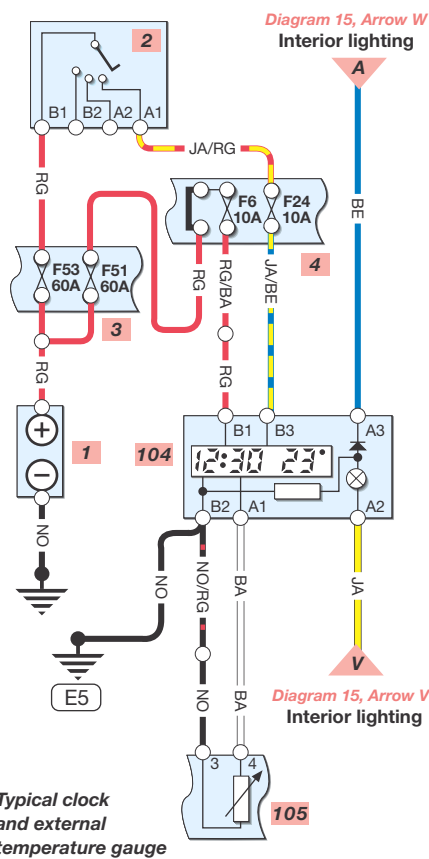 Diagram 15, Arrow W
Interior lighting
A
2
B1 B2 A2 A1
JA/RG
RG
BE
F6
10A
F24
10A
4
F53
60A
F51
60A
3
RG
RG/BA
JA/BE
RG
RG
1
NO
104
B1 B3 A3
12:30 23°
B2 A1 A2
NO
NO/RG
BA
JA
E5
V
Diagram 15, Arrow V
Interior lighting
NO
BA
3 4
105
Typical clock
and external
temperature gauge